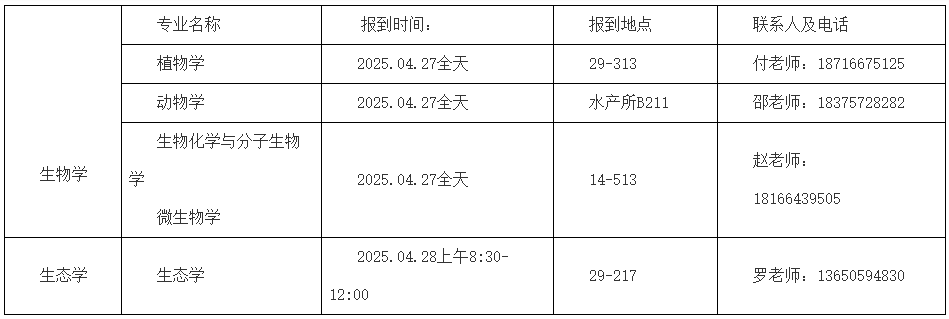 专业名称 报到时间： 报到地点 联系人及电话
植物学 2025.04.27全天 29-313 付老师：18716675125
动物学 2025.04.27全天 水产所B211 邵老师：18375728282
生物学
生物化学与分子生物
学
微生物学
2025.04.27全天
14-513
赵老师：
18166439505
生态学
生态学
2025.04.28上午8:30-
12:00
29-217
罗老师：13650594830